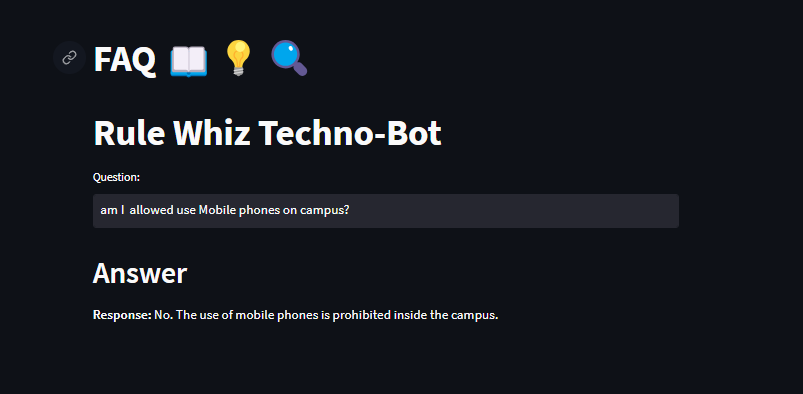 FAQ 📖 💡 🔍
Rule Whiz Techno-Bot
Question:
am I  allowed use Mobile phones on campus?
Answer
Response: No. The use of mobile phones is prohibited inside the campus.